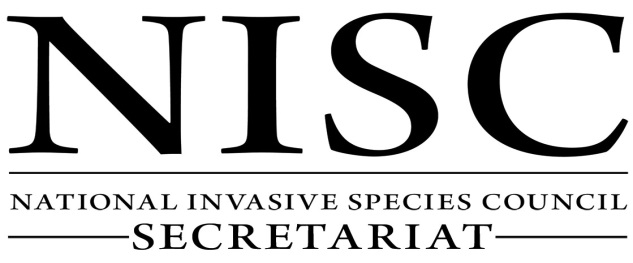 NISC
NATIONAL INVASIVE SPECIES COUNCIL
SECRETARIAT